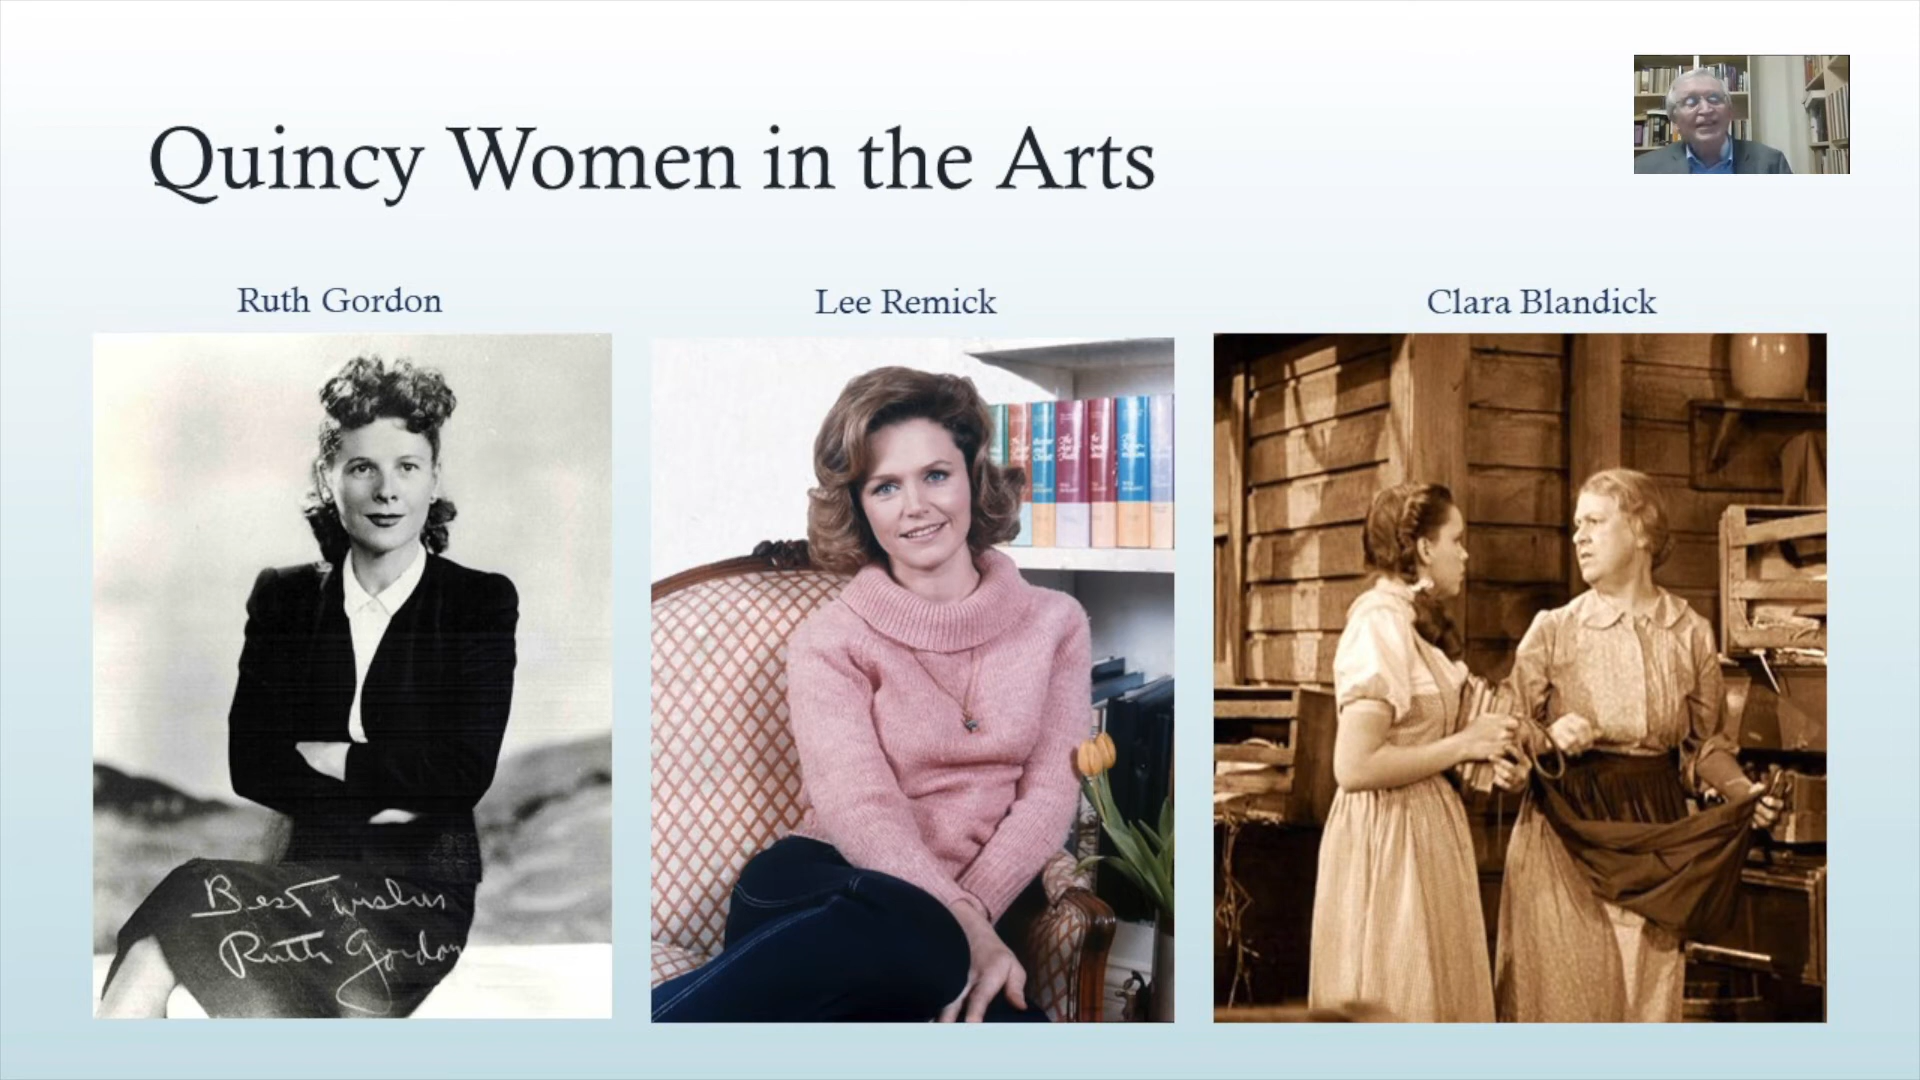 Quincy Women in the Arts
Ruth Gordon
Lee Remick
Clara Blandick
Best wishes
Ruth Gordon